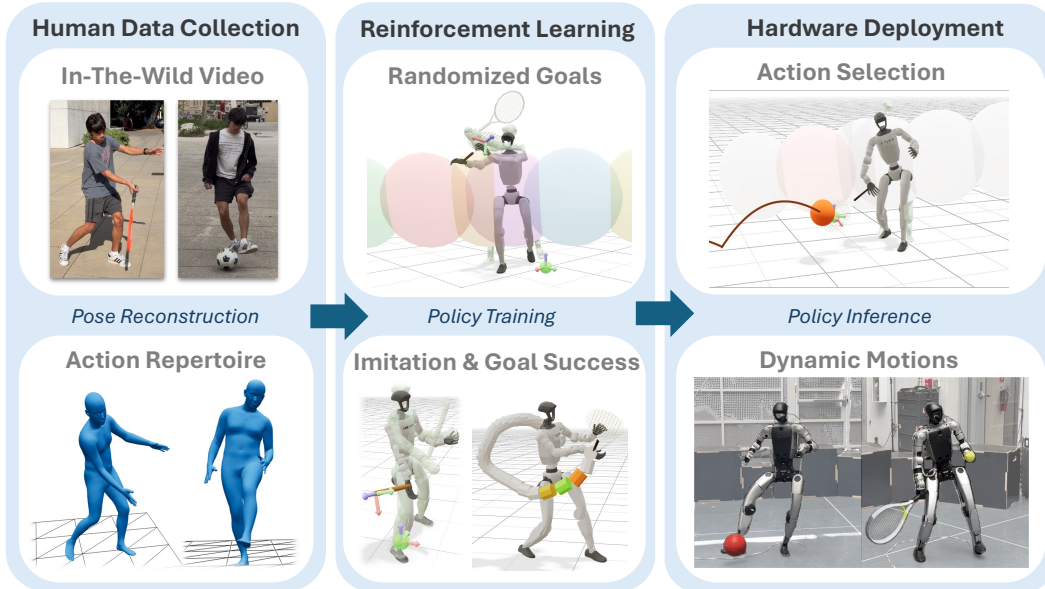 Human Data Collection
In-The-Wild Video
Pose Reconstruction
Action Repertoire
Reinforcement Learning
Randomized Goals
Policy Training
Imitation & Goal Success
Hardware Deployment
Action Selection
Policy Inference
Dynamic Motions